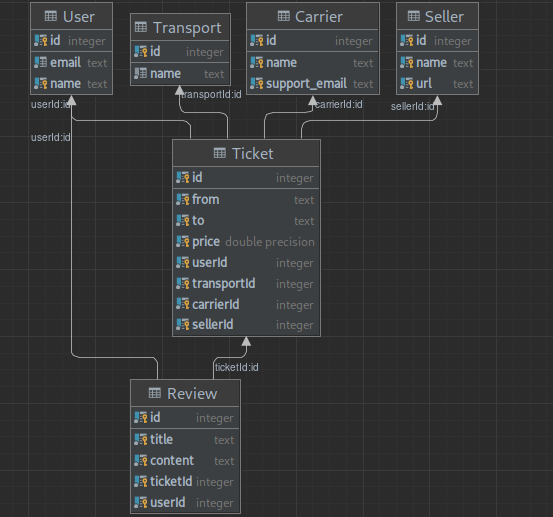 User
id integer
email text
name text
Transport
id integer
name text
Carrier
id integer
name text
support_email text
Seller
id integer
name text
url text
userId:id
transportId:id
carrierId:id
sellerId:id
userId:id
Ticket
id integer
from text
to text
price double precision
userId integer
transportId integer
carrierId integer
sellerId integer
ticketId:id
Review
id integer
title text
content text
ticketId integer
userId integer